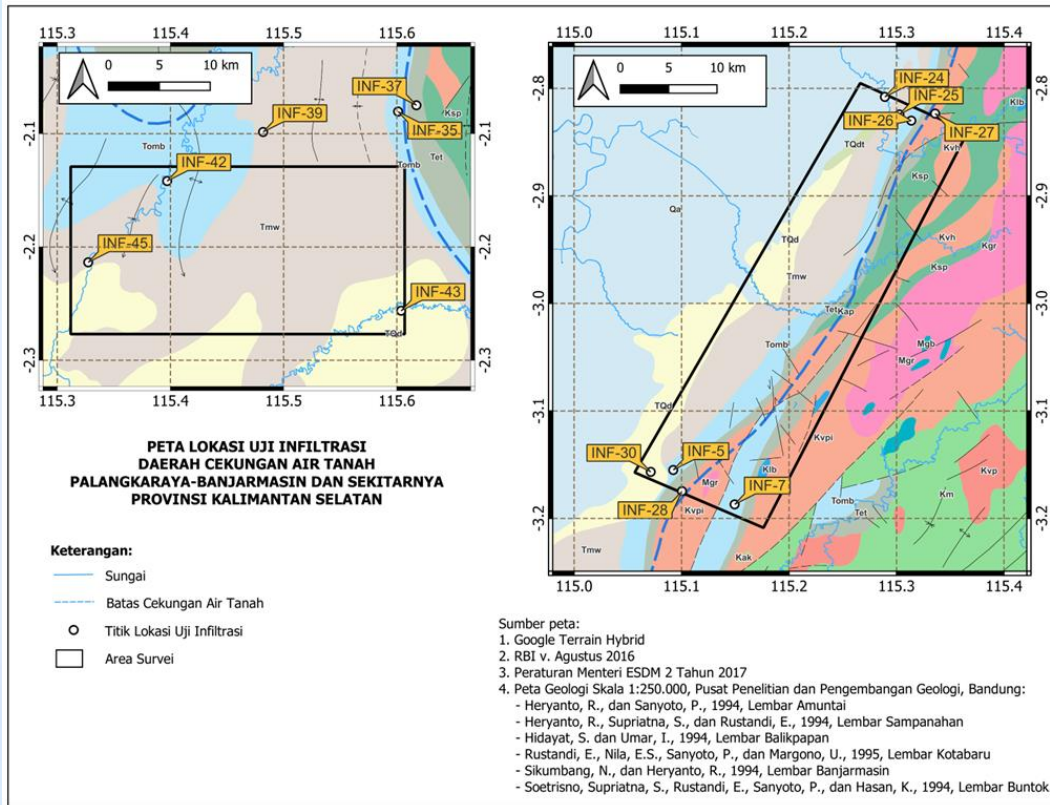 115.3 115.4 115.5 115.6
0 5 10 km
INF-37
INF-39
INF-35
Ksp
Tomb
Tet
Tomb
INF-42
Tmw
INF-45
INF-43
TQd
-2.1
-2.2
-2.3
-2.1
-2.2
-2.3
115.3 115.4 115.5 115.6
115.0 115.1 115.2 115.3 115.4
0 5 10 km
INF-24
INF-25
INF-26
INF-27
Klb
TQdt
Kvh
Ksp
Qa
TQd
Kvh
Kgr
Tmw
Ksp
Tet
Kap
Tomb
Mgb
Mgr
TQd
Kvpi
INF-30
INF-5
Klb
Mgr
INF-7
Kvp
INF-28
Kvpi
Tomb
Km
Tet
Tmw
Kak
-2.8
-2.9
-3.0
-3.1
-3.2
-2.8
-2.9
-3.0
-3.1
-3.2
115.0 115.1 115.2 115.3 115.4
PETA LOKASI UJI INFILTRASI
DAERAH CEKUNGAN AIR TANAH
PALANGKARAYA-BANJARMASIN DAN SEKITARNYA
PROVINSI KALIMANTAN SELATAN
Keterangan:
Sungai
Batas Cekungan Air Tanah
Titik Lokasi Uji Infiltrasi
Area Survei
Sumber peta:
1. Google Terrain Hybrid
2. RBI v. Agustus 2016
3. Peraturan Menteri ESDM 2 Tahun 2017
4. Peta Geologi Skala 1:250.000, Pusat Penelitian dan Pengembangan Geologi, Bandung:
- Heryanto, R., dan Sanyoto, P., 1994, Lembar Amuntai
- Heryanto, R., Supriatna, S., dan Rustandi, E., 1994, Lembar Sampanahan
- Hidayat, S. dan Umar, I., 1994, Lembar Balikpapan
- Rustandi, E., Nila, E.S., Sanyoto, P., dan Margono, U., 1995, Lembar Kotabaru
- Sikumbang, N., dan Heryanto, R., 1994, Lembar Banjarmasin
- Soetrisno, Supriatna, S., Rustandi, E., Sanyoto, P., dan Hasan, K., 1994, Lembar Buntok